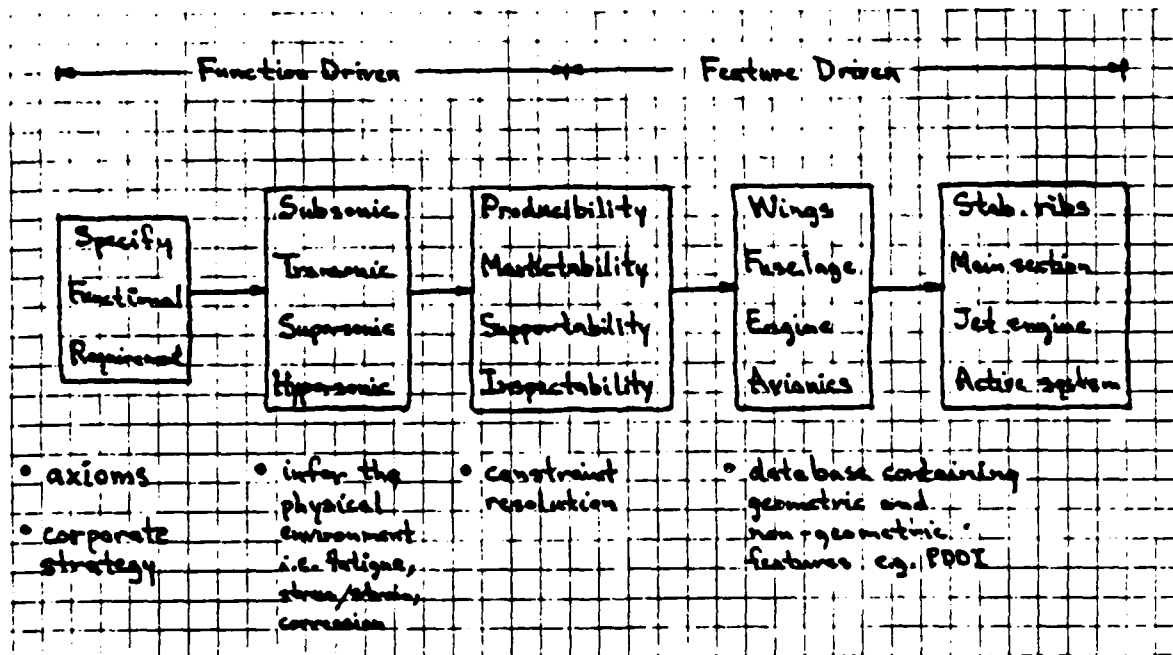 Function Driven
Feature Driven
Specify
Functional
Requirement
Subsonic
Transonic
Supersonic
Hypersonic
Producibility
Marketability
Supportability
Inspectability
Wings
Fuselage
Engine
Avionics
Stab. ribs
Main section
Jet engine
Active system
• axioms
• corporate
strategy
• infer the
physical
environment
i.e. fatigue,
stress/strain,
corrosion
• constraint
resolution
• database containing
geometric and
non-geometric
features e.g. PDDI